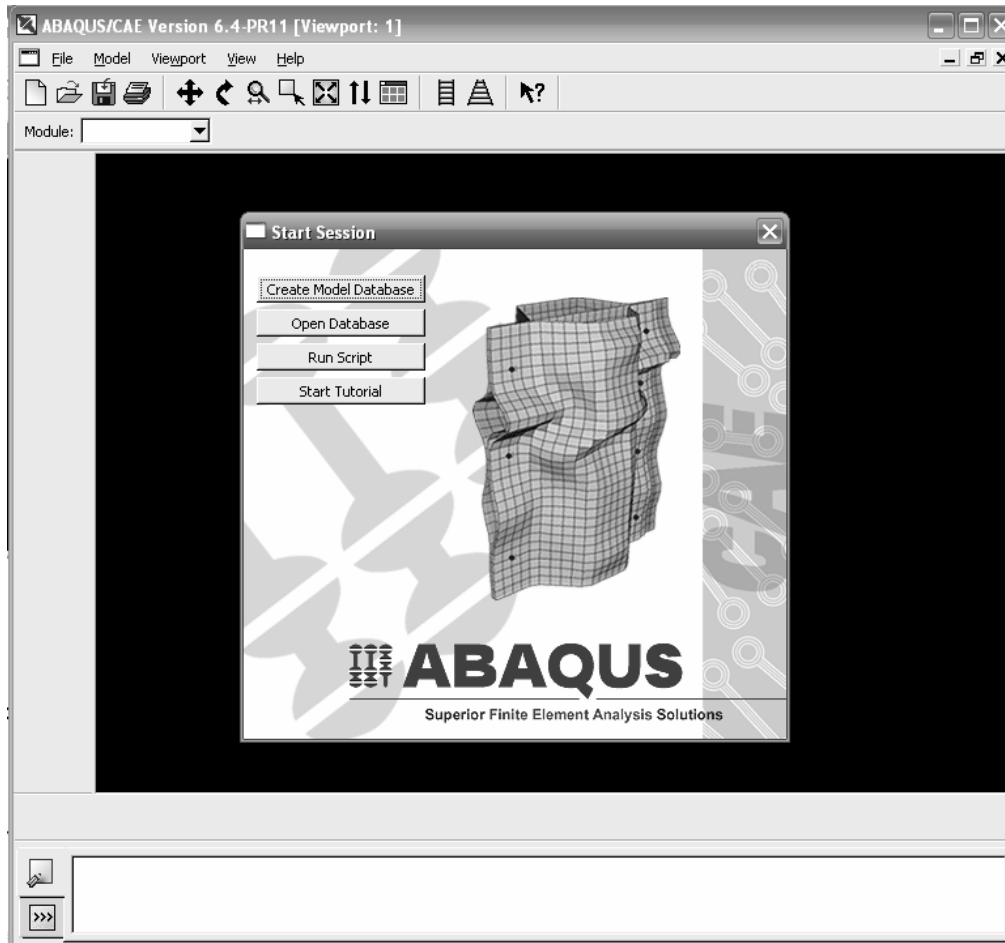 ABAQUS/CAE Version 6.4-PR11 [Viewport: 1]
File Model Viewport View Help
Module:
Start Session
Create Model Database
Open Database
Run Script
Start Tutorial
CAE
ABAQUS
Superior Finite Element Analysis Solutions
>>>